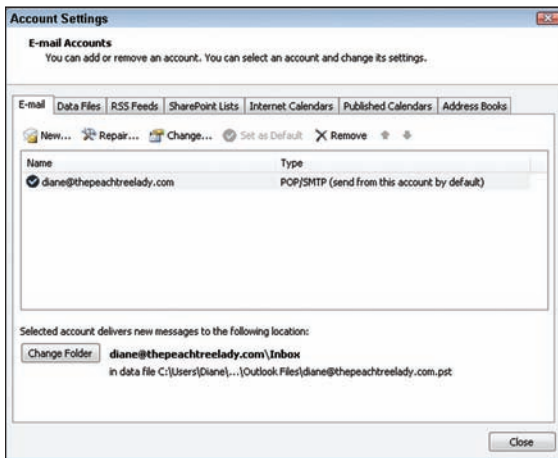 Account Settings
E-mail Accounts
You can add or remove an account. You can select an account and change its settings.
E-mail Data Files RSS Feeds SharePoint Lists Internet Calendars Published Calendars Address Books
New... Repair... Change... Set as Default Remove
Name Type
diane@thepeachtreelady.com POP/SMTP (send from this account by default)
Selected account delivers new messages to the following location:
Change Folder diane@thepeachtreelady.com\Inbox
in data file C:\Users\Diane\...\Outlook Files\diane@thepeachtreelady.com.pst
Close